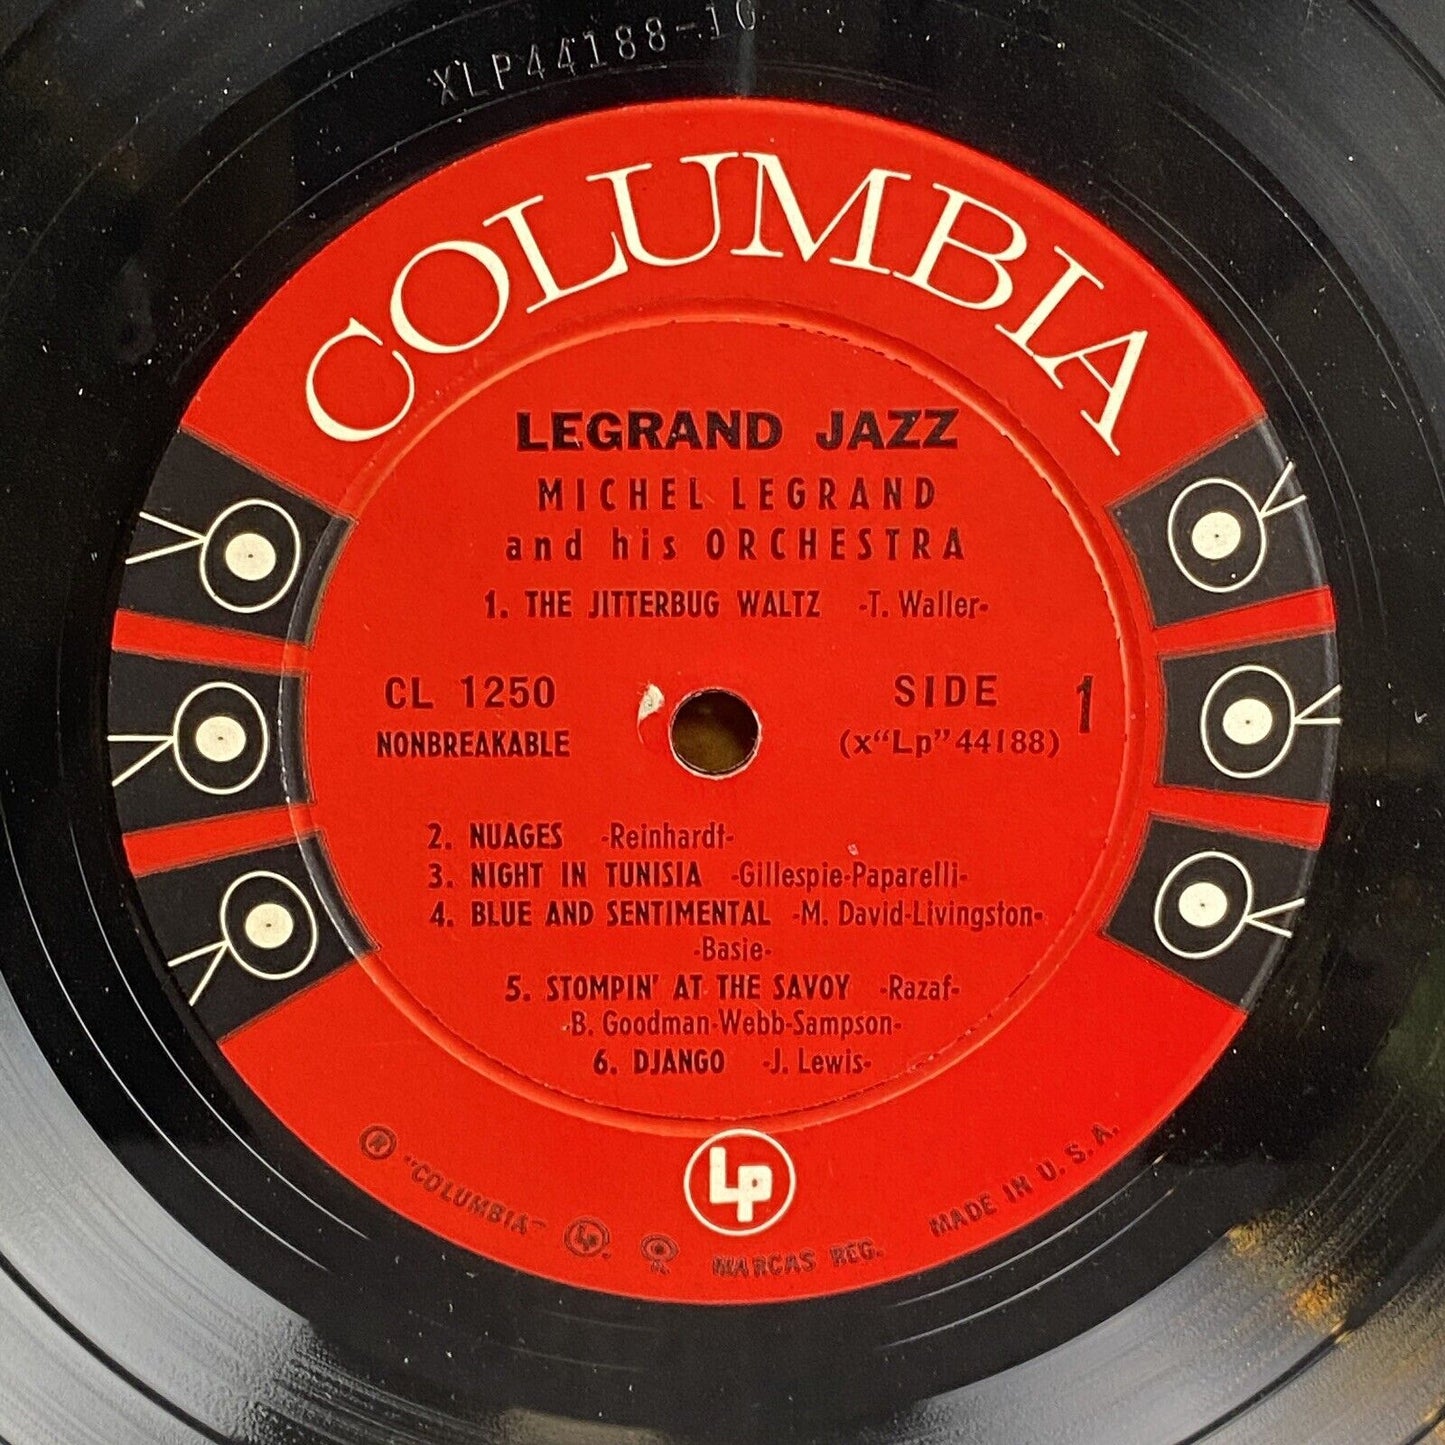 XLP44188-1G
COLUMBIA
LEGRAND JAZZ
MICHEL LEGRAND
and his ORCHESTRA
1. THE JITTERBUG WALTZ -T. Waller-
CL 1250
NONBREAKABLE
SIDE 1
(x“Lp”44188)
2. NUAGES -Reinhardt-
3. NIGHT IN TUNISIA -Gillespie-Paparelli-
4. BLUE AND SENTIMENTAL -M. David-Livingston-
-Basie-
5. STOMPIN' AT THE SAVOY -Razaf-
-B. Goodman-Webb-Sampson-
6. DJANGO -J. Lewis-
LP
® "COLUMBIA" LP. R. MARCAS REG. MADE IN U. S. A.